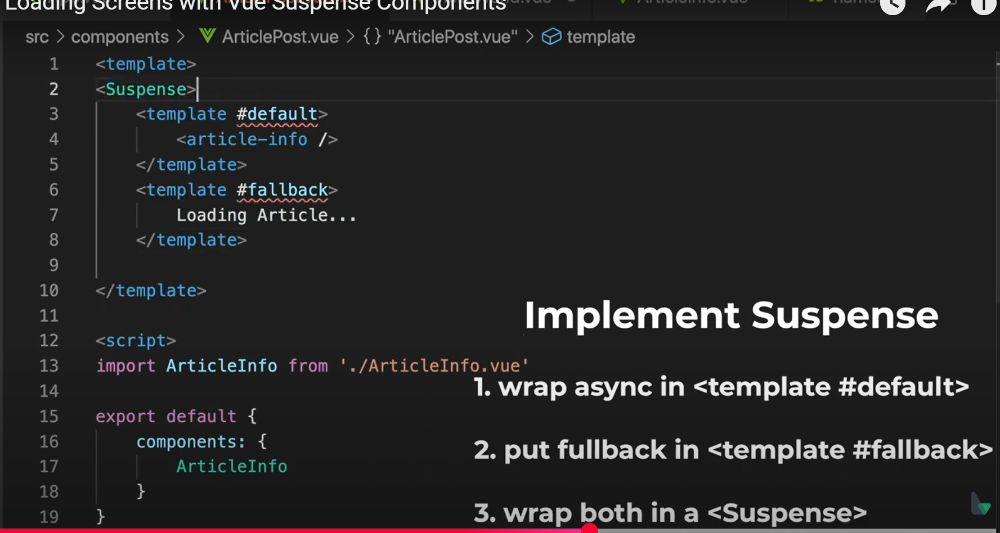 Loading Screens with Vue Suspense Components
src > components > ArticlePost.vue > {} "ArticlePost.vue" > template
1 <template>
2 <Suspense>
3 <template #default>
4 <article-info />
5 </template>
6 <template #fallback>
7 Loading Article...
8 </template>
9
10 </template>
11
12 <script>
13 import ArticleInfo from './ArticleInfo.vue'
14
15 export default {
16 components: {
17 ArticleInfo
18 }
19 }
Implement Suspense
1. wrap async in <template #default>
2. put fullback in <template #fallback>
3. wrap both in a <Suspense>